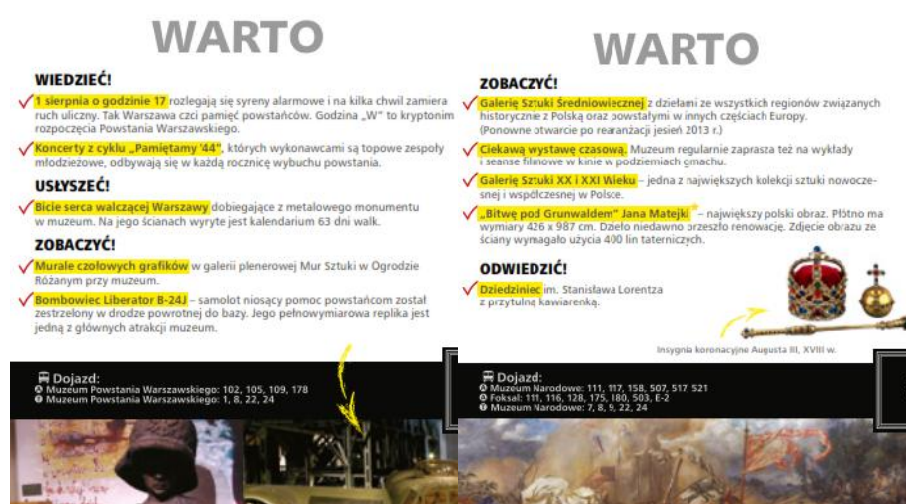 WARTO
WIEDZIEĆ!
1 sierpnia o godzinie 17 rozlegają się syreny alarmowe i na kilka chwil zamiera
ruch uliczny. Tak Warszawa czci pamięć powstańców. Godzina „W” to kryptonim
rozpoczęcia Powstania Warszawskiego.
Koncerty z cyklu „Pamiętamy '44”, których wykonawcami są topowe zespoły
młodzieżowe, odbywają się w każdą rocznicę wybuchu powstania.
USŁYSZEĆ!
Bicie serca walczącej Warszawy dobiegające z metalowego monumentu
w muzeum. Na jego ścianach wyryte jest kalendarium 63 dni walk.
ZOBACZYĆ!
Murale czołowych grafików w galerii plenerowej Mur Sztuki w Ogrodzie
Różanym przy muzeum.
Bombowiec Liberator B-24J – samolot niosący pomoc powstańcom został
zestrzelony w drodze powrotnej do bazy. Jego pełnowymiarowa replika jest
jedną z głównych atrakcji muzeum.
Dojazd:
A Muzeum Powstania Warszawskiego: 102, 105, 109, 178
T Muzeum Powstania Warszawskiego: 1, 8, 22, 24
WARTO
ZOBACZYĆ!
Galerię Sztuki Średniowiecznej z dziełami ze wszystkich regionów związanych
historycznie z Polską oraz powstałymi w innych częściach Europy.
(Ponowne otwarcie po rearanżacji jesień 2013 r.)
Ciekawą wystawę czasową. Muzeum regularnie zaprasza też na wykłady
i seanse filmowe w kinie w podziemiach gmachu.
Galerię Sztuki XX i XXI Wieku – jedna z największych kolekcji sztuki nowocze-
snej i współczesnej w Polsce.
„Bitwę pod Grunwaldem” Jana Matejki – największy polski obraz. Płótno ma
wymiary 426 x 987 cm. Dzieło niedawno przeszło renowację. Zdjęcie obrazu ze
ściany wymagało użycia 400 lin taterniczych.
ODWIEDZIĆ!
Dziedziniec im. Stanisława Lorentza
z przytulną kawiarenką.
Insygnia koronacyjne Augusta III, XVIII w.
Dojazd:
A Muzeum Narodowe: 111, 117, 158, 507, 517 521
A Foksal: 111, 116, 128, 175, 180, 503, E-2
T Muzeum Narodowe: 7, 8, 9, 22, 24